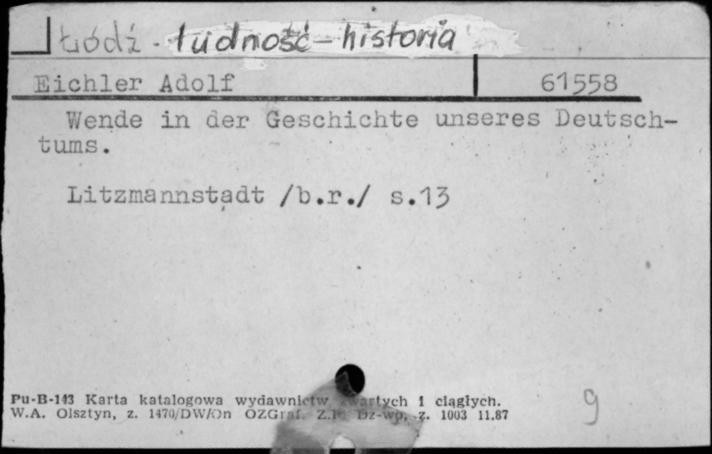 Łódź - ludność - historia
Eichler Adolf 61558
Wende in der Geschichte unseres Deutsch-
tums.
Litzmannstadt /b.r./ s.13
Pu-B-143 Karta katalogowa wydawnictw zwartych i ciągłych.
W.A. Olsztyn, z. 1470/DW/On OZGraf. Dz-wp. z. 1003 11.87
9